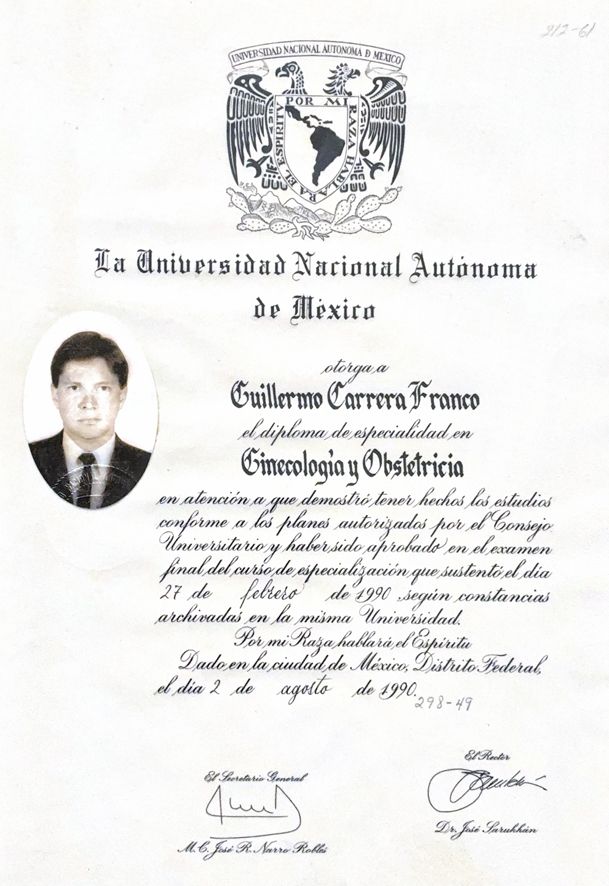 212-61
UNIVERSIDAD NACIONAL AUTONOMA D MEXICO
POR MI RAZA HABLARA EL ESPIRITU
La Universidad Nacional Autónoma
de México
otorga a
Guillermo Carrera Franco
el diploma de especialidad en
Ginecología y Obstetricia
en atención a que demostró tener hechos los estudios
conforme a los planes autorizados por el Consejo
Universitario y haber sido aprobado en el examen
final del curso de especialización que sustentó el día
27 de febrero de 1990, según constancias
archivadas en la misma Universidad.
Por mi Raza hablará el Espíritu
Dado en la ciudad de México, Distrito Federal,
el día 2 de agosto de 1990.
298-49
El Rector
El Secretario General
Dr. José Sarukhán
M. C. José R. Narro Robles